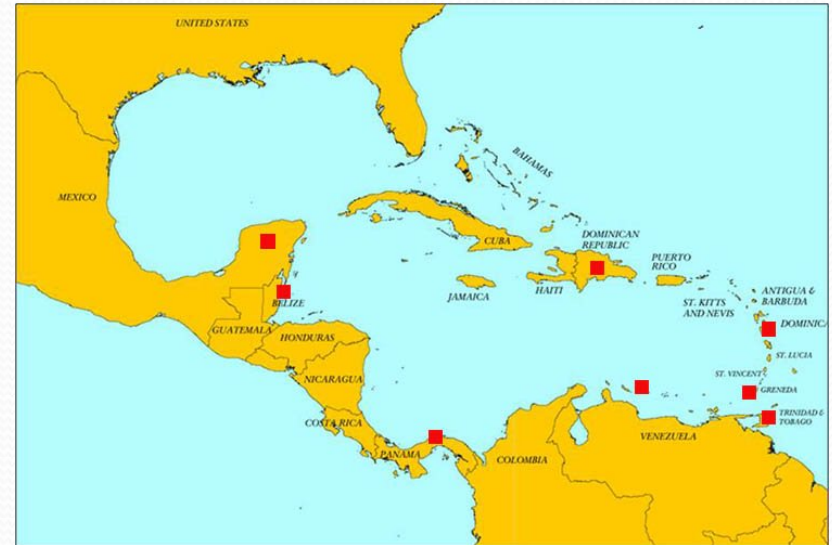 UNITED STATES
MEXICO
BAHAMAS
CUBA
DOMINICAN
REPUBLIC
PUERTO
RICO
HAITI
JAMAICA
BELIZE
ST. KITTS
AND NEVIS
ANTIGUA &
BARBUDA
DOMINICA
GUATEMALA
HONDURAS
ST. LUCIA
NICARAGUA
ST. VINCENT
GRENEDA
COSTA RICA
TRINIDAD &
TOBAGO
PANAMA
VENEZUELA
COLOMBIA